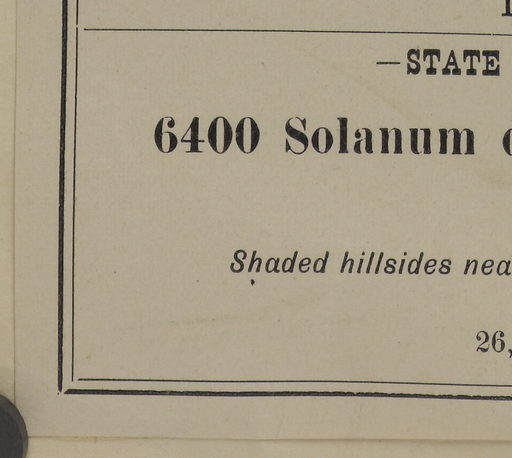 —STATE
6400 Solanum
Shaded hillsides nea
26,